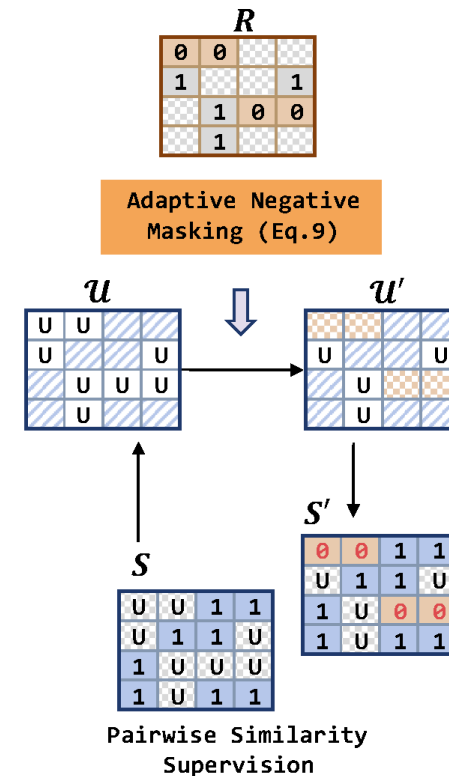 R
0 0
1 1
1 0 0
1
Adaptive Negative
Masking (Eq.9)
𝒰
U U
U U
U U U
U
𝒰'
U U
U
U
S
U U 1 1
U 1 1 U
1 U U U
1 U 1 1
S'
0 0 1 1
U 1 1 U
1 U 0 0
1 U 1 1
Pairwise Similarity
Supervision